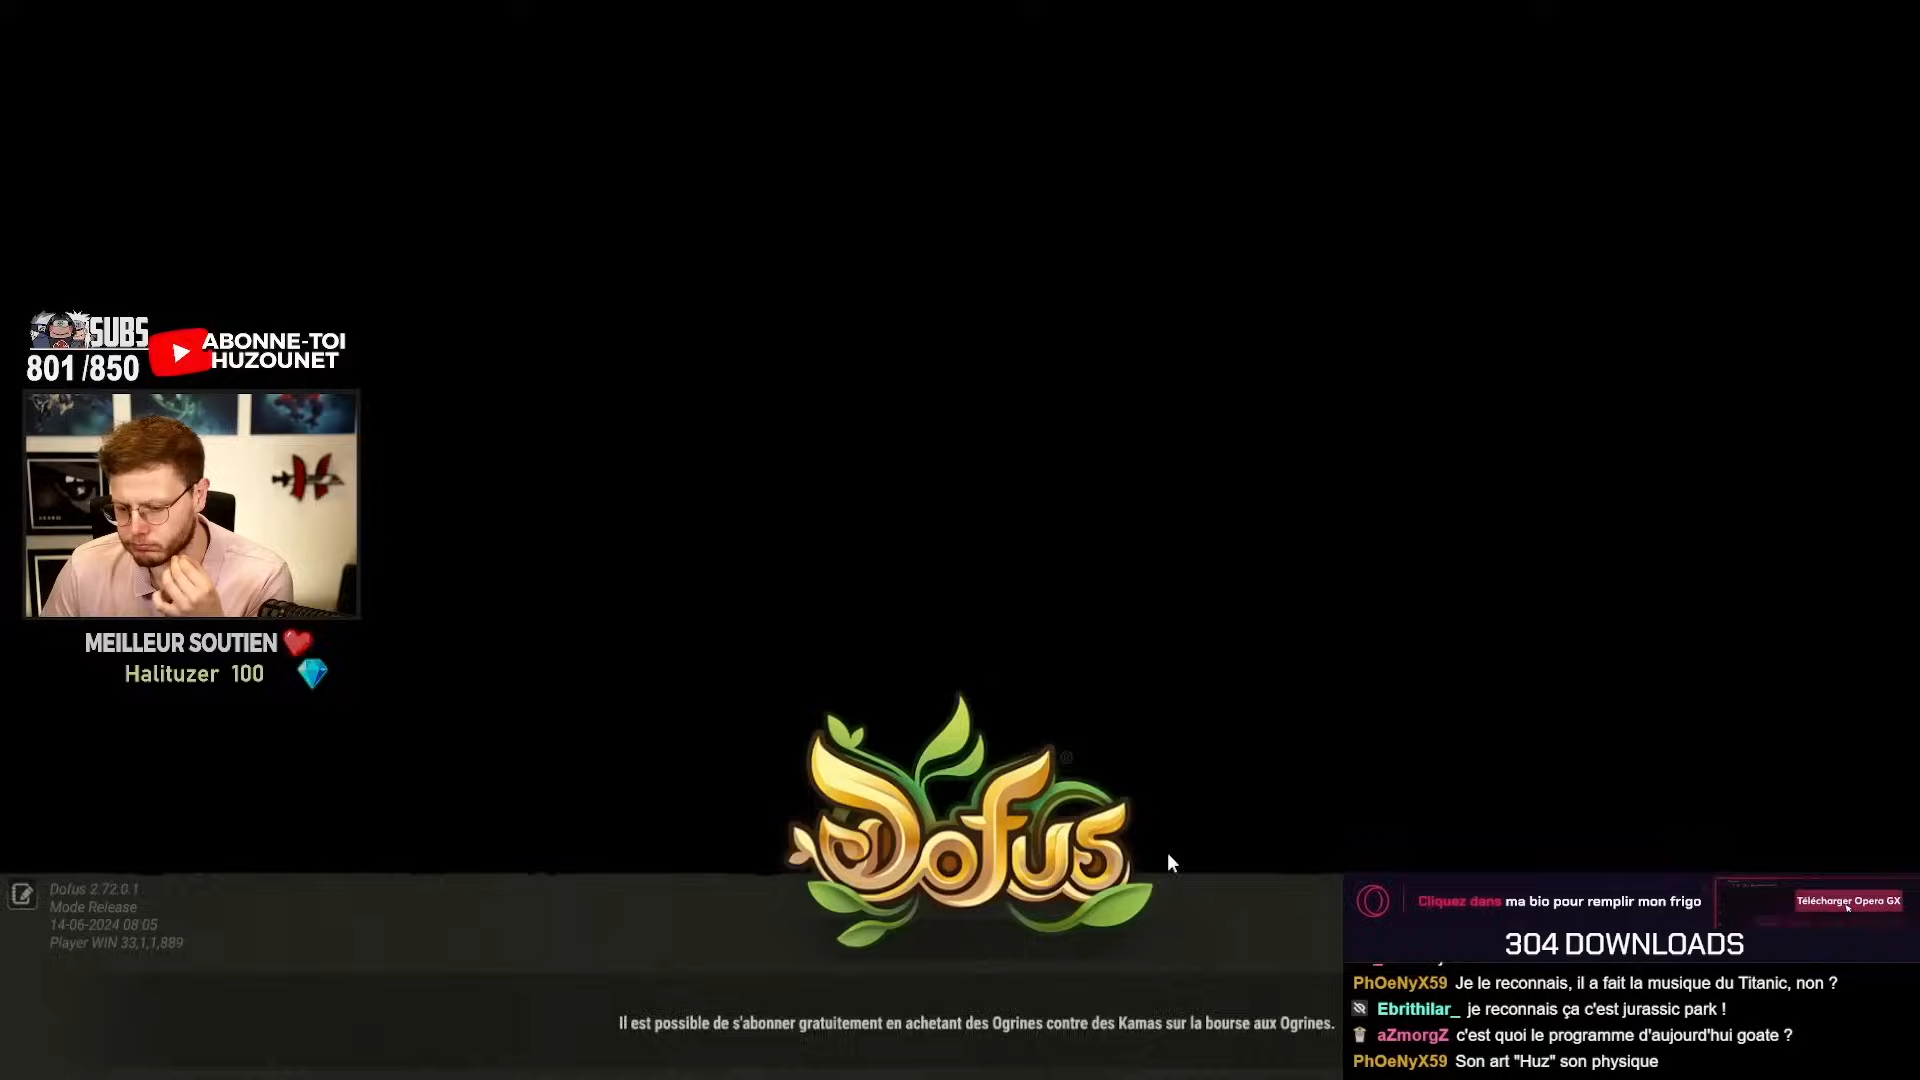 SUBS
801 /850
ABONNE-TOI
HUZOUNET
MEILLEUR SOUTIEN
Halituzer 100
Dofus
®
Dofus 2.72.0.1
Mode Release
14-06-2024 08:05
Player WIN 33,1,1,889
Il est possible de s'abonner gratuitement en achetant des Ogrines contre des Kamas sur la bourse aux Ogrines.
Cliquez dans ma bio pour remplir mon frigo
Télécharger Opera GX
304 DOWNLOADS
PhOeNyX59 Je le reconnais, il a fait la musique du Titanic, non ?
Ebrithilar_ je reconnais ça c'est jurassic park !
aZmorgZ c'est quoi le programme d'aujourd'hui goate ?
PhOeNyX59 Son art "Huz" son physique